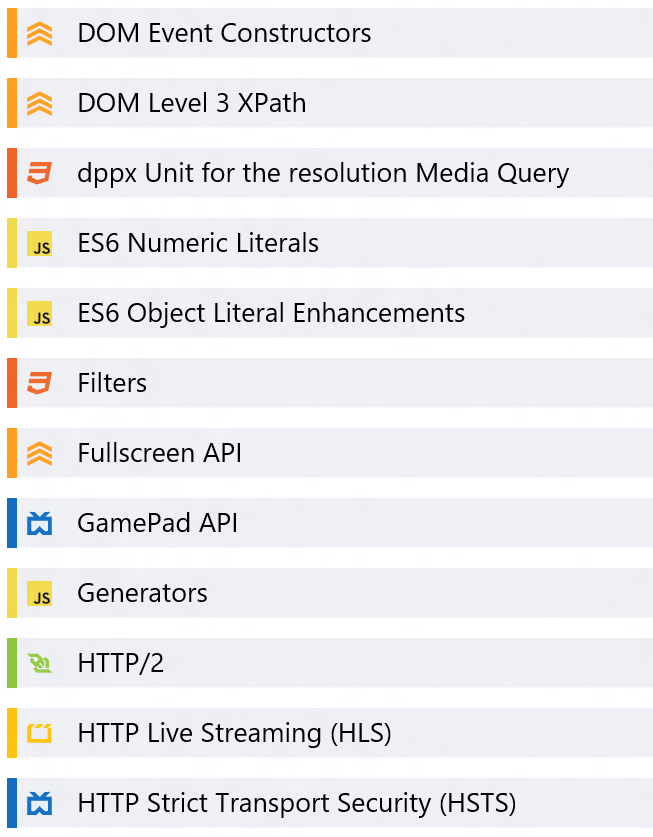 DOM Event Constructors
DOM Level 3 XPath
dppx Unit for the resolution Media Query
JS ES6 Numeric Literals
JS ES6 Object Literal Enhancements
Filters
Fullscreen API
GamePad API
JS Generators
HTTP/2
HTTP Live Streaming (HLS)
HTTP Strict Transport Security (HSTS)